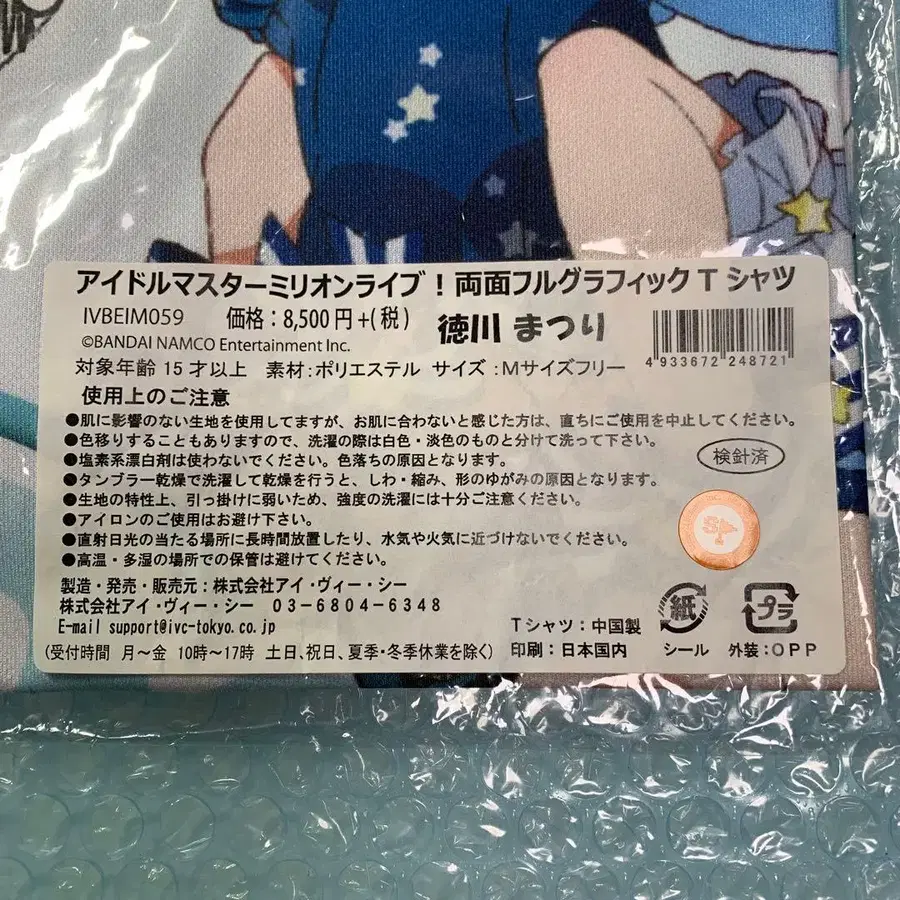 アイドルマスターミリオンライブ！両面フルグラフィックTシャツ
IVBEIM059 価格：8,500円+(税) 徳川 まつり
©BANDAI NAMCO Entertainment Inc.
4 933672 248721
対象年齢 15才以上 素材：ポリエステル サイズ：Mサイズフリー
使用上のご注意
●肌に影響のない生地を使用してますが、お肌に合わないと感じた方は、直ちにご使用を中止してください。
●色移りすることもありますので、洗濯の際は白色・淡色のものと分けて洗って下さい。
●塩素系漂白剤は使わないでください。色落ちの原因となります。
検針済
●タンブラー乾燥で洗濯して乾燥を行うと、しわ・縮み、形のゆがみの原因となります。
●生地の特性上、引っ掛けに弱いため、強度の洗濯には十分ご注意ください。
●アイロンのご使用はお避け下さい。
●直射日光の当たる場所に長時間放置したり、水気や火気に近づけないでください。
●高温・多湿の場所での保管は避けてください。
製造・発売・販売元：株式会社アイ・ヴィー・シー
株式会社アイ・ヴィー・シー 03-6804-6348
E-mail support@ivc-tokyo.co.jp
(受付時間 月～金 10時～17時 土日、祝日、夏季・冬季休業を除く)
Tシャツ：中国製
印刷：日本国内
紙
シール
プラ
外装：OPP